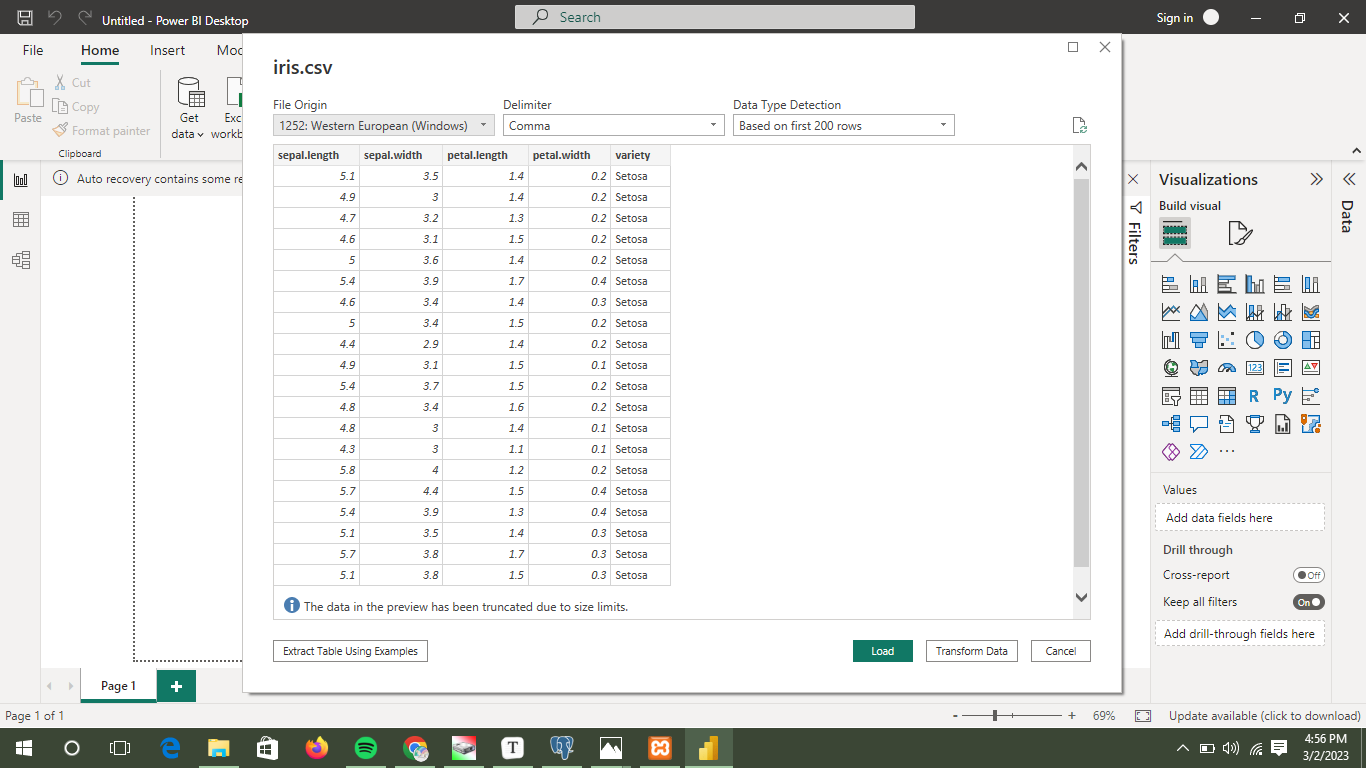 Untitled - Power BI Desktop
Search
Sign in
File Home Insert Mod
Paste
Cut
Copy
Format painter
Clipboard
Get data
Exc
workb
Auto recovery contains some re
iris.csv
File Origin Delimiter Data Type Detection
1252: Western European (Windows) Comma Based on first 200 rows
sepal.length sepal.width petal.length petal.width variety
5.1 3.5 1.4 0.2 Setosa
4.9 3 1.4 0.2 Setosa
4.7 3.2 1.3 0.2 Setosa
4.6 3.1 1.5 0.2 Setosa
5 3.6 1.4 0.2 Setosa
5.4 3.9 1.7 0.4 Setosa
4.6 3.4 1.4 0.3 Setosa
5 3.4 1.5 0.2 Setosa
4.4 2.9 1.4 0.2 Setosa
4.9 3.1 1.5 0.1 Setosa
5.4 3.7 1.5 0.2 Setosa
4.8 3.4 1.6 0.2 Setosa
4.8 3 1.4 0.1 Setosa
4.3 3 1.1 0.1 Setosa
5.8 4 1.2 0.2 Setosa
5.7 4.4 1.5 0.4 Setosa
5.4 3.9 1.3 0.4 Setosa
5.1 3.5 1.4 0.3 Setosa
5.7 3.8 1.7 0.3 Setosa
5.1 3.8 1.5 0.3 Setosa
The data in the preview has been truncated due to size limits.
Extract Table Using Examples Load Transform Data Cancel
Filters
Visualizations
Build visual
123
R Py
Values
Add data fields here
Drill through
Cross-report Off
Keep all filters On
Add drill-through fields here
Data
Page 1
Page 1 of 1
- + 69%
Update available (click to download)
T
4:56 PM
3/2/2023